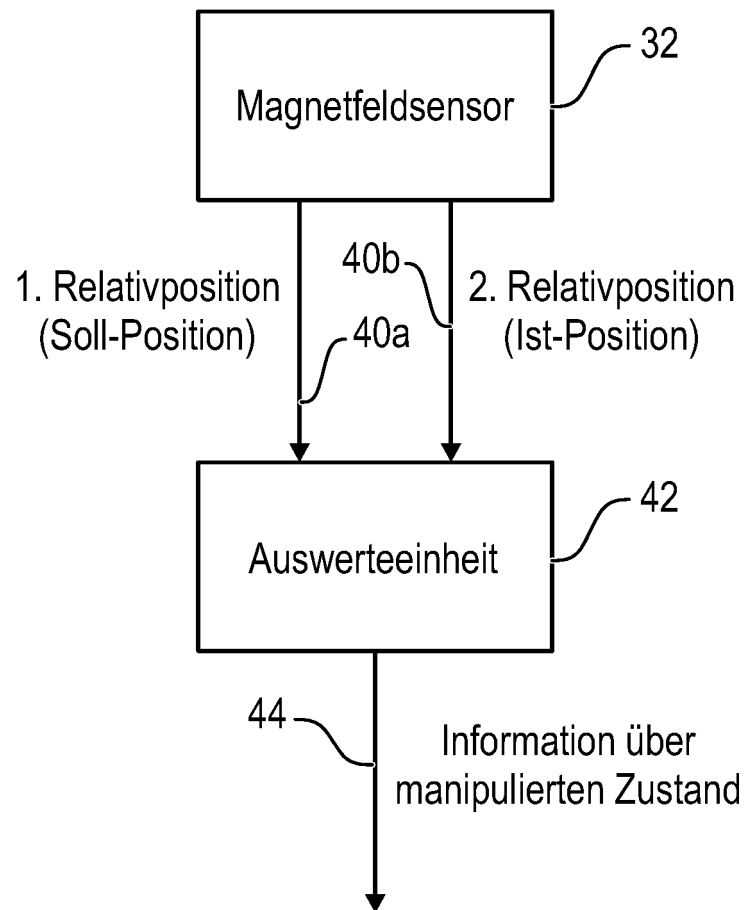 32
Magnetfeldsensor
1. Relativposition
(Soll-Position)
40a
40b
2. Relativposition
(Ist-Position)
42
Auswerteeinheit
44
Information über
manipulierten Zustand